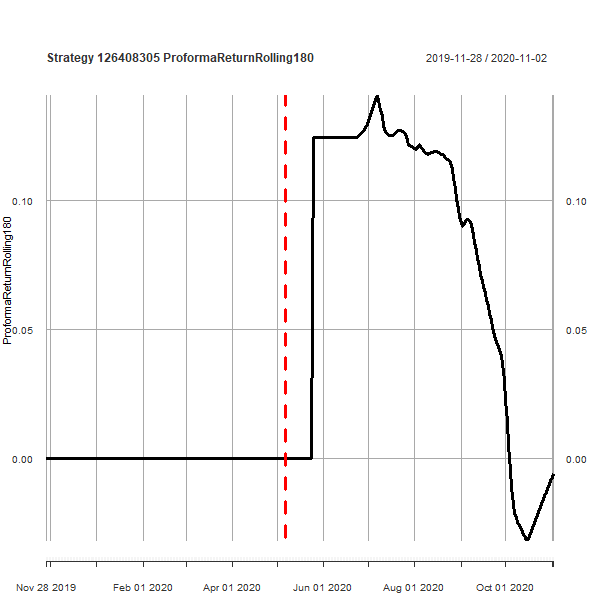 Strategy 126408305 ProformaReturnRolling180
2019-11-28 / 2020-11-02
ProformaReturnRolling180
0.10
0.10
0.05
0.05
0.00
0.00
Nov 28 2019
Feb 01 2020
Apr 01 2020
Jun 01 2020
Aug 01 2020
Oct 01 2020